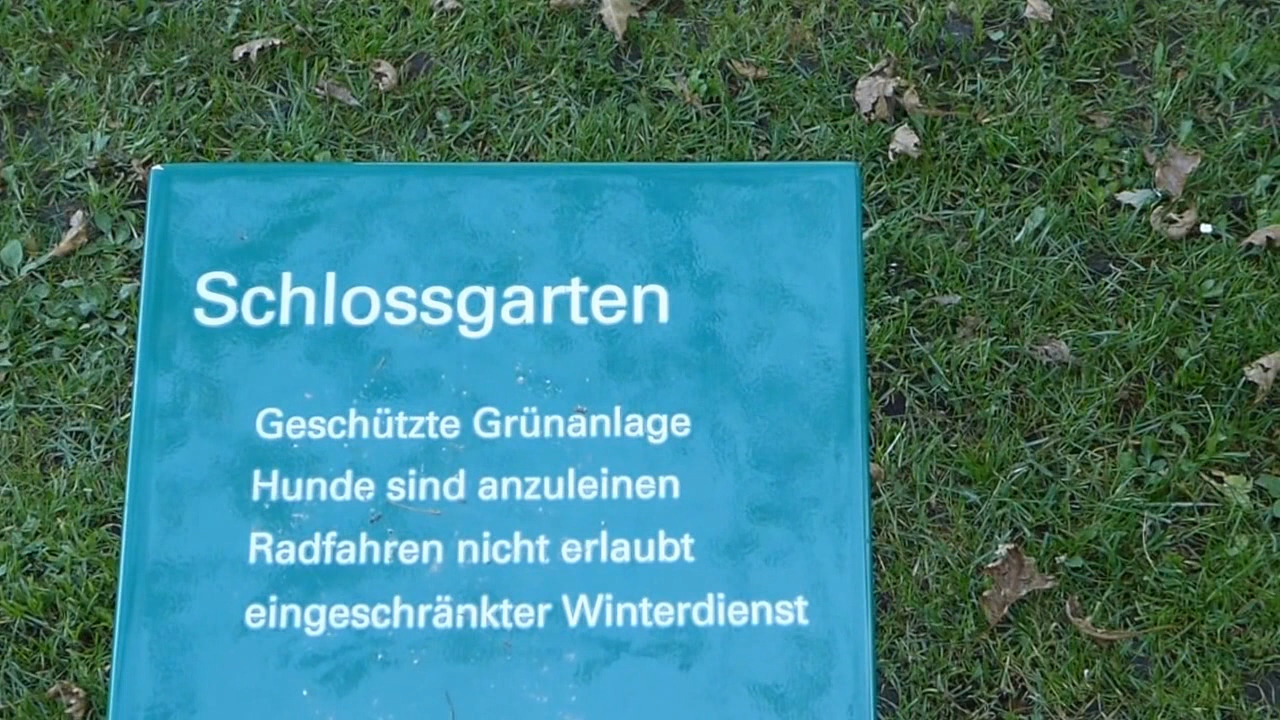 Schlossgarten
Geschützte Grünanlage
Hunde sind anzuleinen
Radfahren nicht erlaubt
eingeschränkter Winterdienst